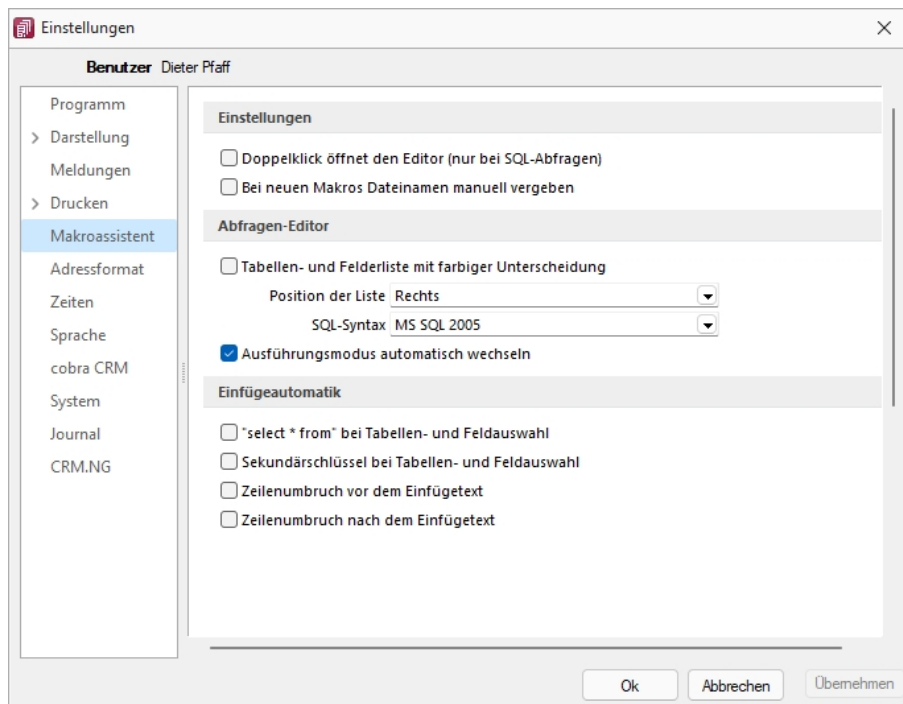 Einstellungen
Benutzer Dieter Pfaff
Programm
Darstellung
Meldungen
Drucken
Makroassistent
Adressformat
Zeiten
Sprache
cobra CRM
System
Journal
CRM.NG
Einstellungen
Doppelklick öffnet den Editor (nur bei SQL-Abfragen)
Bei neuen Makros Dateinamen manuell vergeben
Abfragen-Editor
Tabellen- und Felderliste mit farbiger Unterscheidung
Position der Liste Rechts
SQL-Syntax MS SQL 2005
Ausführungsmodus automatisch wechseln
Einfügeautomatik
"select * from" bei Tabellen- und Feldauswahl
Sekundärschlüssel bei Tabellen- und Feldauswahl
Zeilenumbruch vor dem Einfügetext
Zeilenumbruch nach dem Einfügetext
Ok Abbrechen Übernehmen